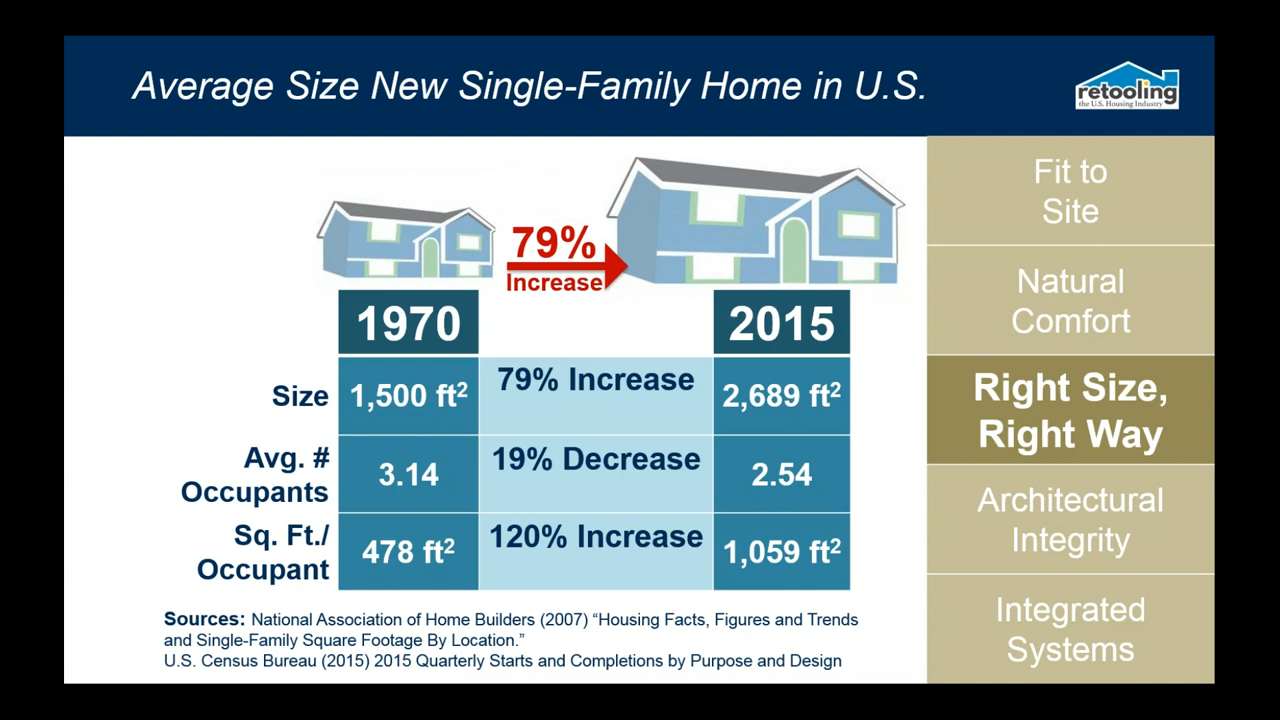 Average Size New Single-Family Home in U.S.
retooling
the U.S. Housing Industry
79%
Increase
1970
2015
Size
1,500 ft²
79% Increase
2,689 ft²
Avg. #
Occupants
3.14
19% Decrease
2.54
Sq. Ft./
Occupant
478 ft²
120% Increase
1,059 ft²
Sources: National Association of Home Builders (2007) “Housing Facts, Figures and Trends
and Single-Family Square Footage By Location.”
U.S. Census Bureau (2015) 2015 Quarterly Starts and Completions by Purpose and Design
Fit to
Site
Natural
Comfort
Right Size,
Right Way
Architectural
Integrity
Integrated
Systems